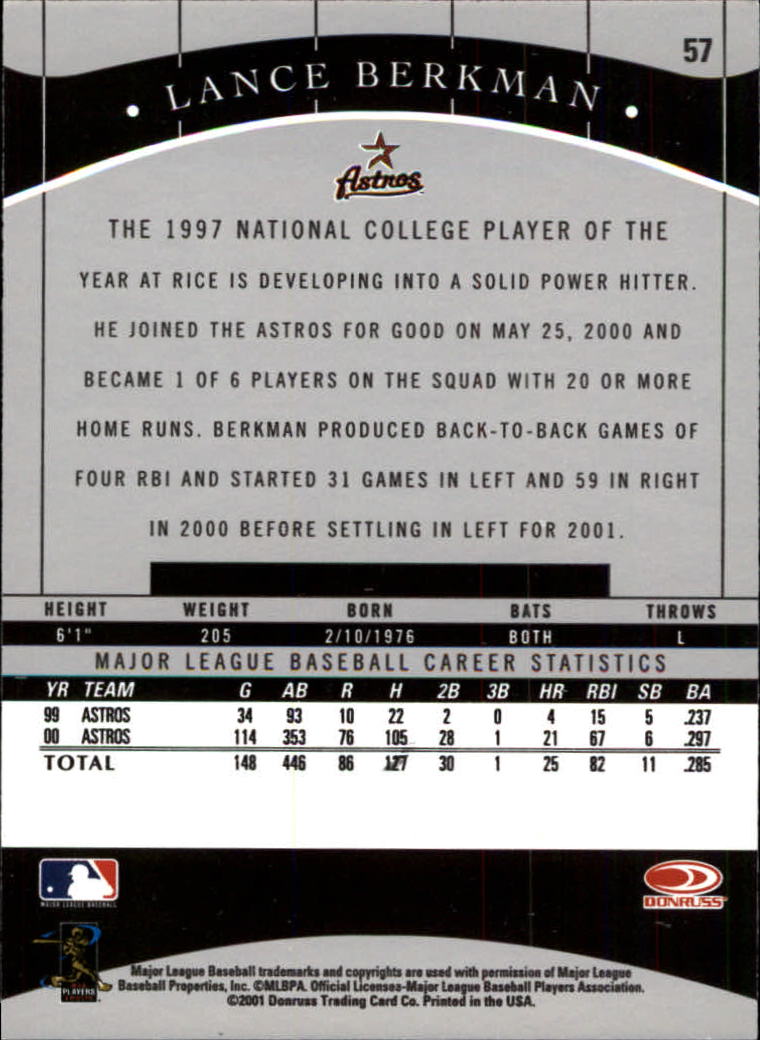 57
LANCE BERKMAN
Astros
THE 1997 NATIONAL COLLEGE PLAYER OF THE
YEAR AT RICE IS DEVELOPING INTO A SOLID POWER HITTER.
HE JOINED THE ASTROS FOR GOOD ON MAY 25, 2000 AND
BECAME 1 OF 6 PLAYERS ON THE SQUAD WITH 20 OR MORE
HOME RUNS. BERKMAN PRODUCED BACK-TO-BACK GAMES OF
FOUR RBI AND STARTED 31 GAMES IN LEFT AND 59 IN RIGHT
IN 2000 BEFORE SETTLING IN LEFT FOR 2001.
HEIGHT WEIGHT BORN BATS THROWS
6'1" 205 2/10/1976 BOTH L
MAJOR LEAGUE BASEBALL CAREER STATISTICS
YR TEAM G AB R H 2B 3B HR RBI SB BA
99 ASTROS 34 93 10 22 2 0 4 15 5 .237
00 ASTROS 114 353 76 105 28 1 21 67 6 .297
TOTAL 148 446 86 127 30 1 25 82 11 .285
MAJOR LEAGUE BASEBALL
DONRUSS
PLAYERS
Major League Baseball trademarks and copyrights are used with permission of Major League
Baseball Properties, Inc. ©MLBPA. Official Licensee-Major League Baseball Players Association.
©2001 Donruss Trading Card Co. Printed in the USA.